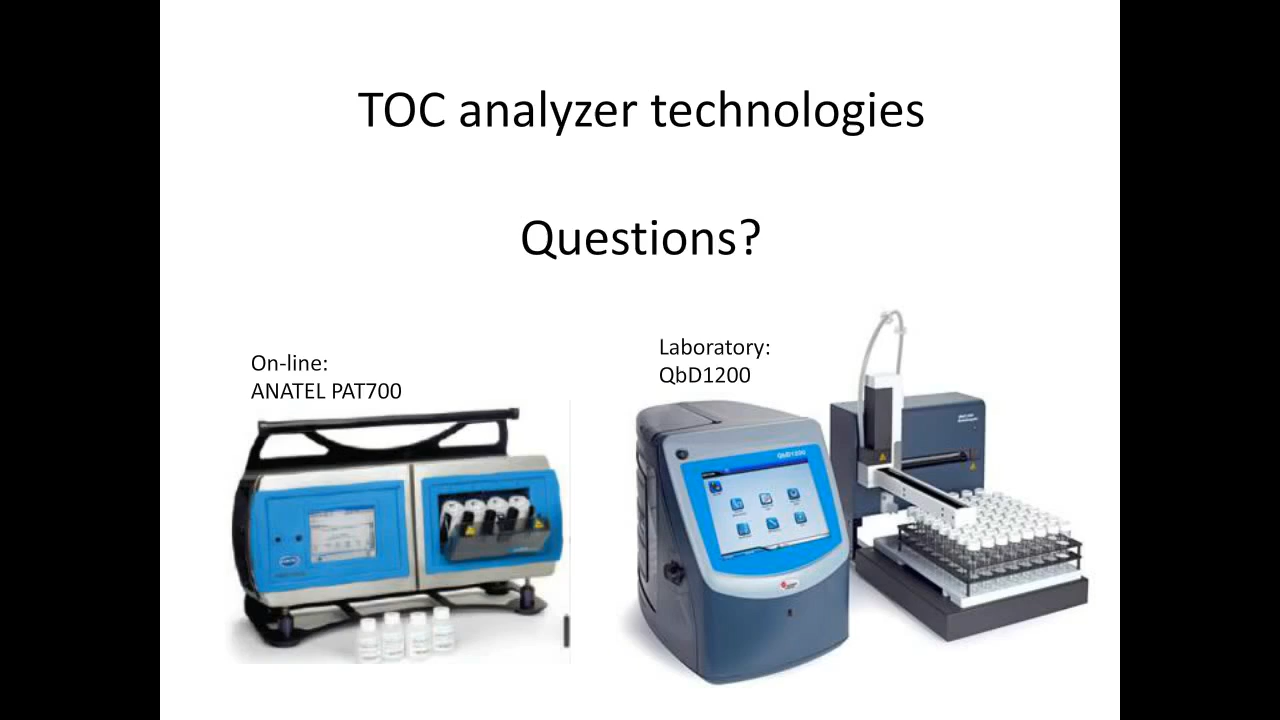 TOC analyzer technologies
Questions?
On-line:
ANATEL PAT700
Laboratory:
QbD1200
QbD1200